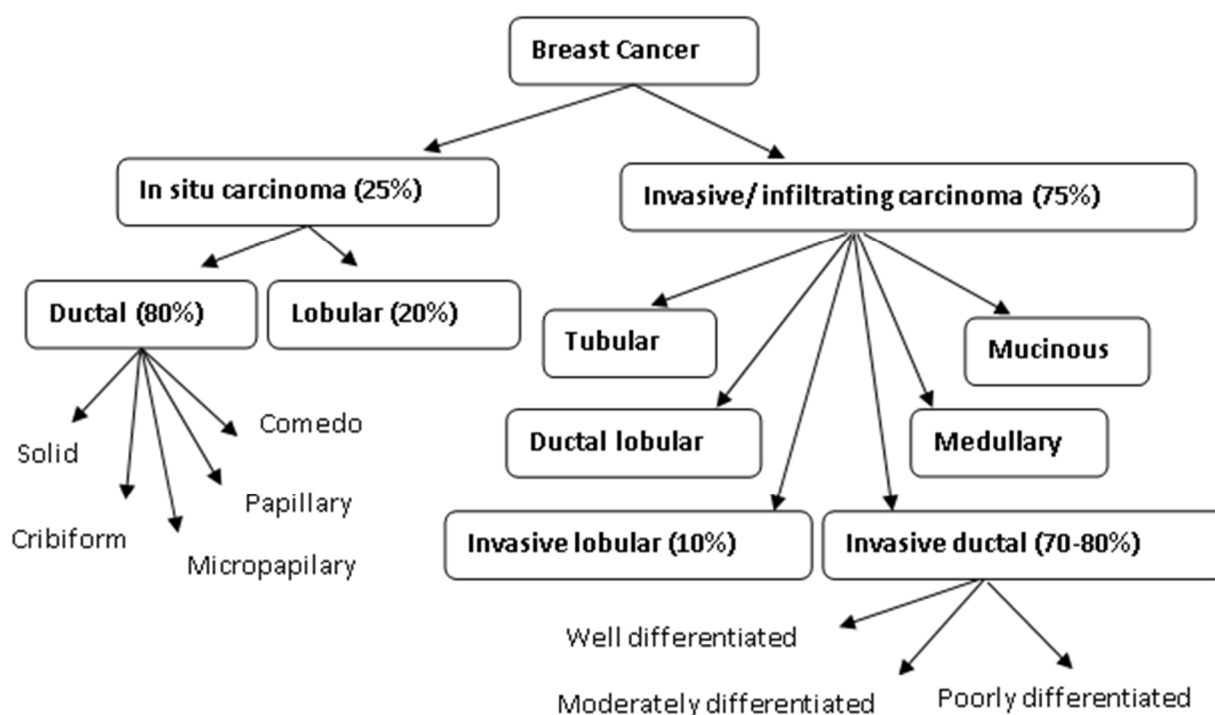 Breast Cancer
In situ carcinoma (25%)
Invasive/ infiltrating carcinoma (75%)
Ductal (80%)
Lobular (20%)
Tubular
Mucinous
Ductal lobular
Medullary
Comedo
Solid
Papillary
Cribiform
Micropapilary
Invasive lobular (10%)
Invasive ductal (70-80%)
Well differentiated
Moderately differentiated
Poorly differentiated